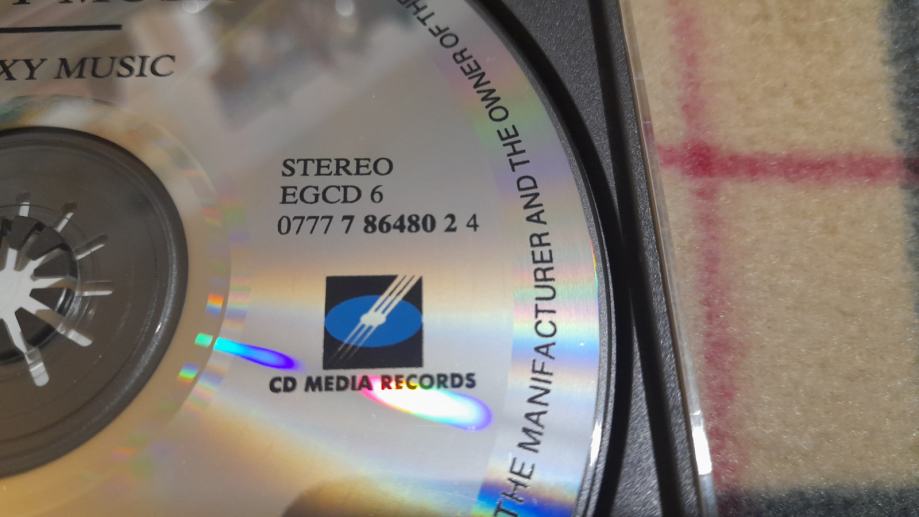 XY MUSIC
STEREO
EGCD 6
0777 7 86480 2 4
CD MEDIA RECORDS
THE MANIFACTURER AND THE OWNER OF THE